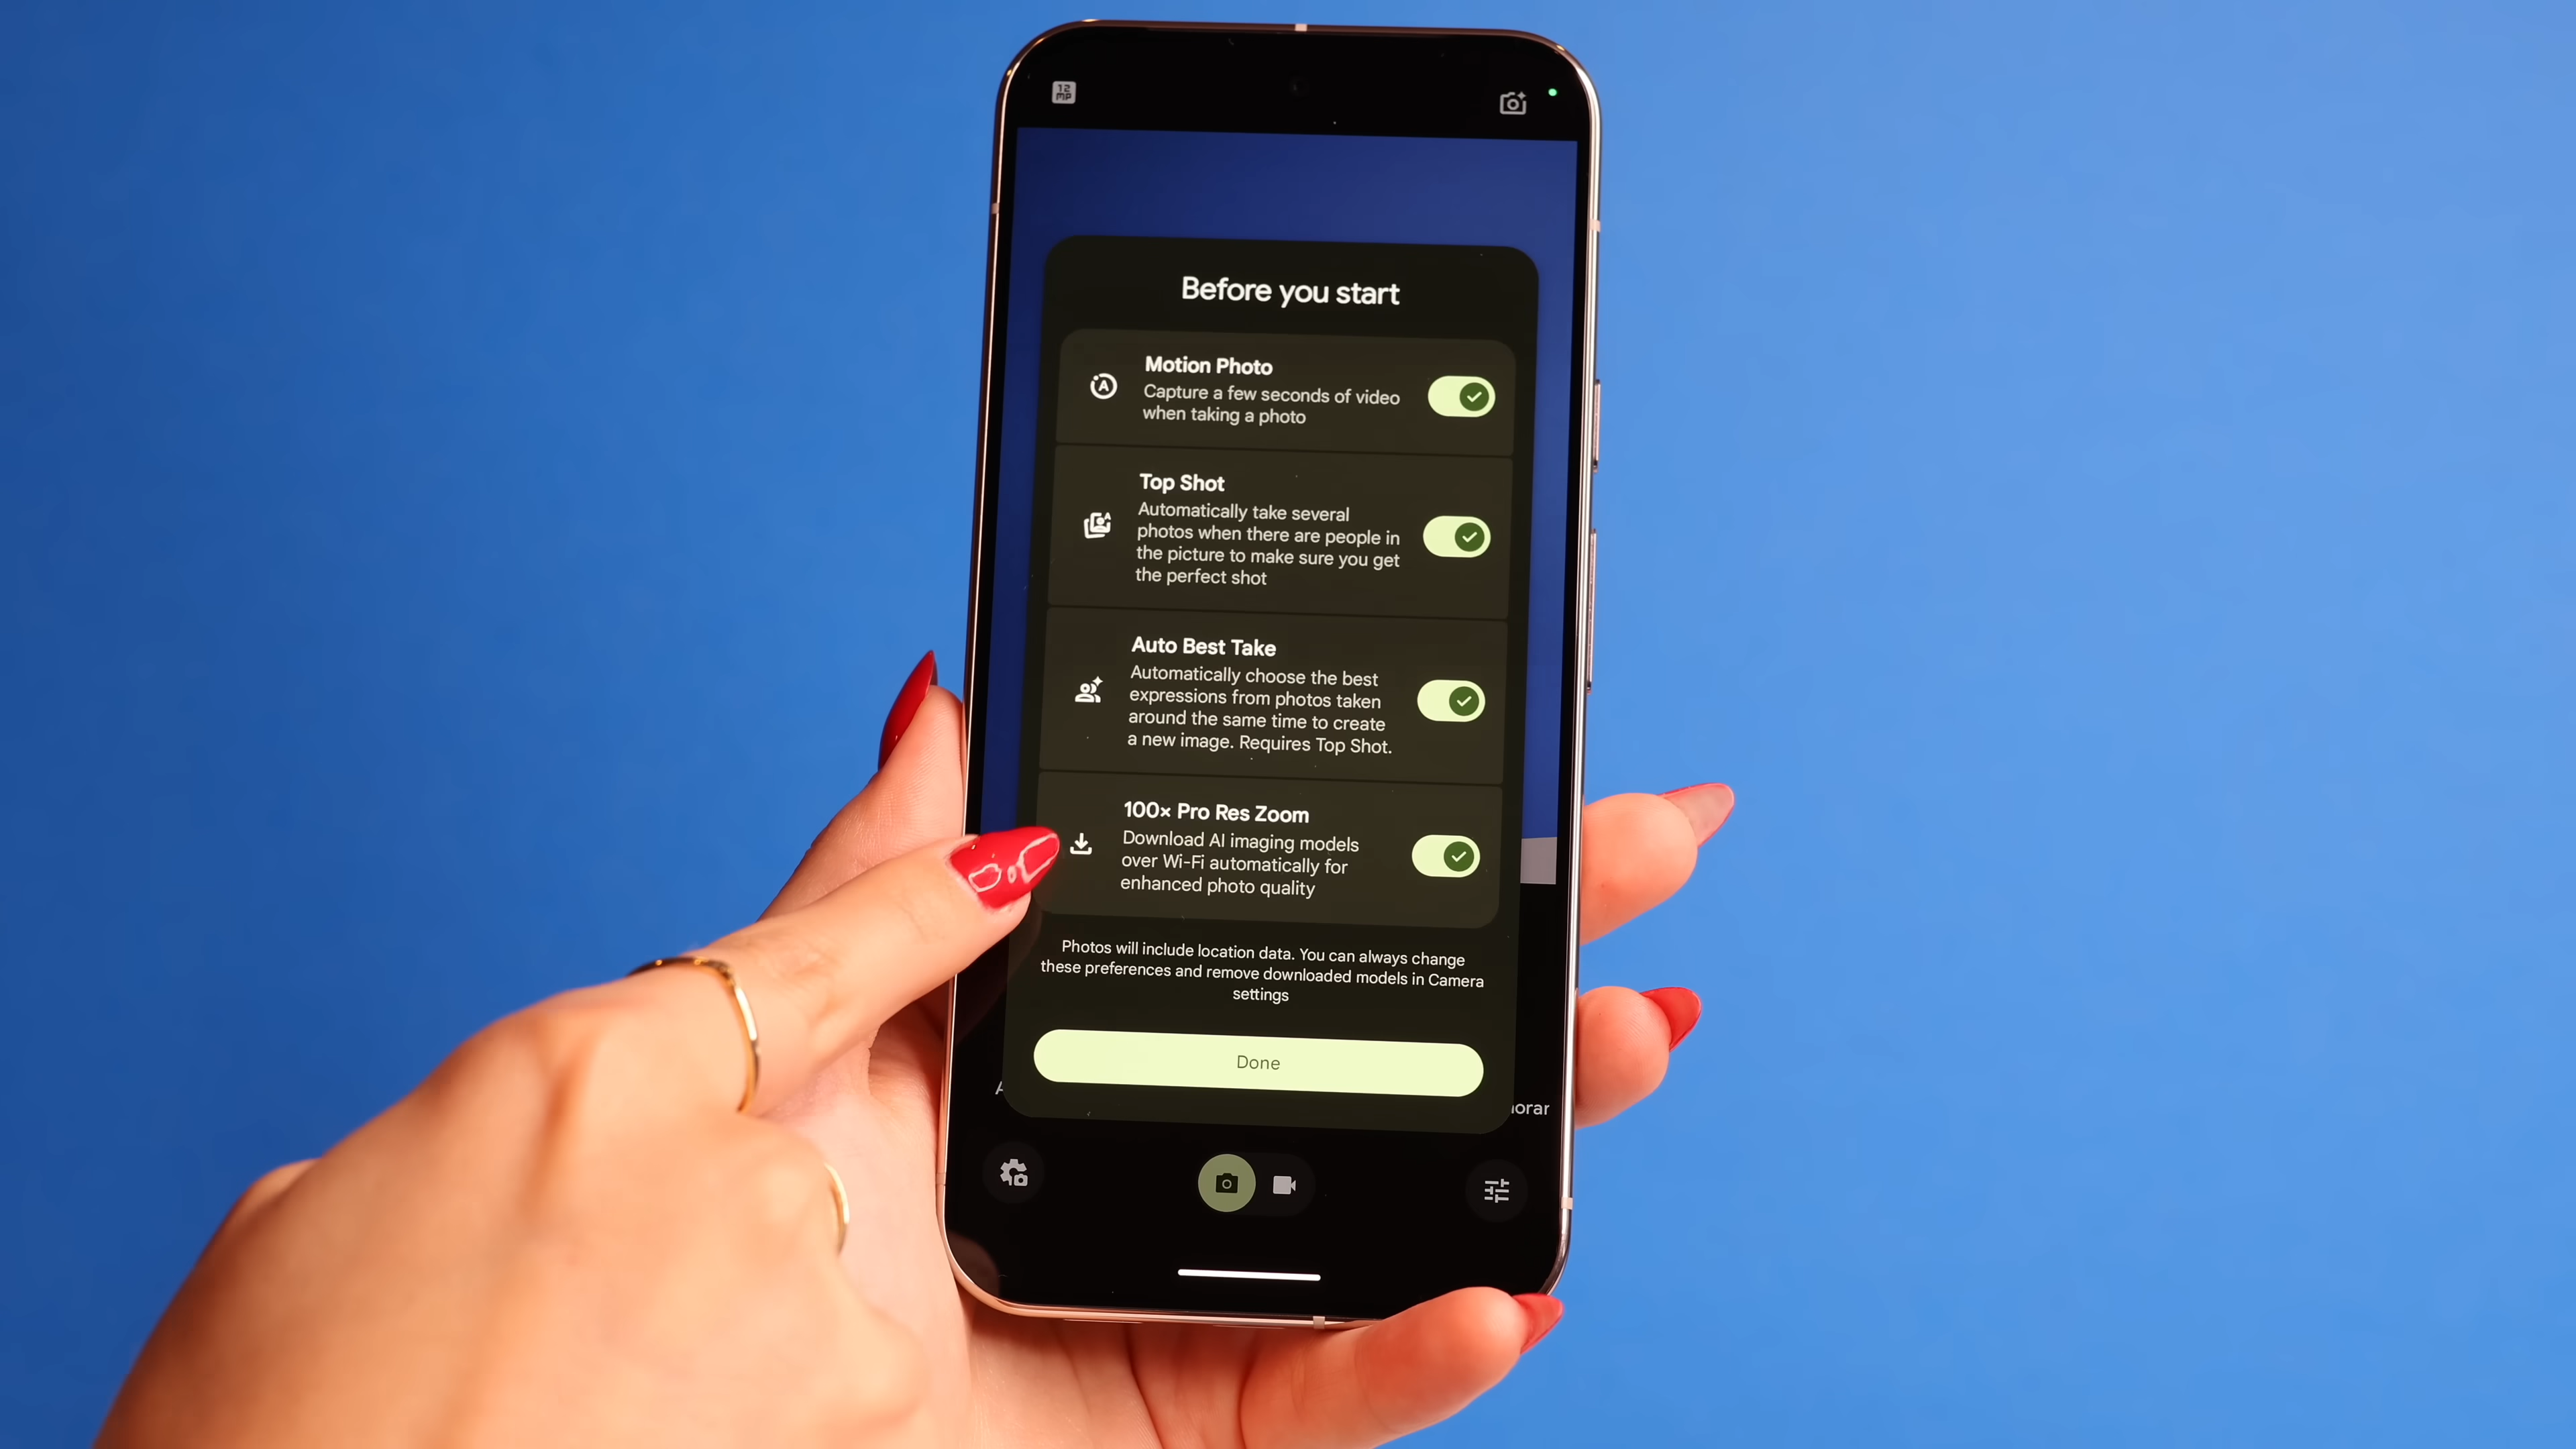 12
MP
Before you start
Motion Photo
Capture a few seconds of video
when taking a photo
Top Shot
Automatically take several
photos when there are people in
the picture to make sure you get
the perfect shot
Auto Best Take
Automatically choose the best
expressions from photos taken
around the same time to create
a new image. Requires Top Shot.
100× Pro Res Zoom
Download AI imaging models
over Wi-Fi automatically for
enhanced photo quality
Photos will include location data. You can always change
these preferences and remove downloaded models in Camera
settings
Done